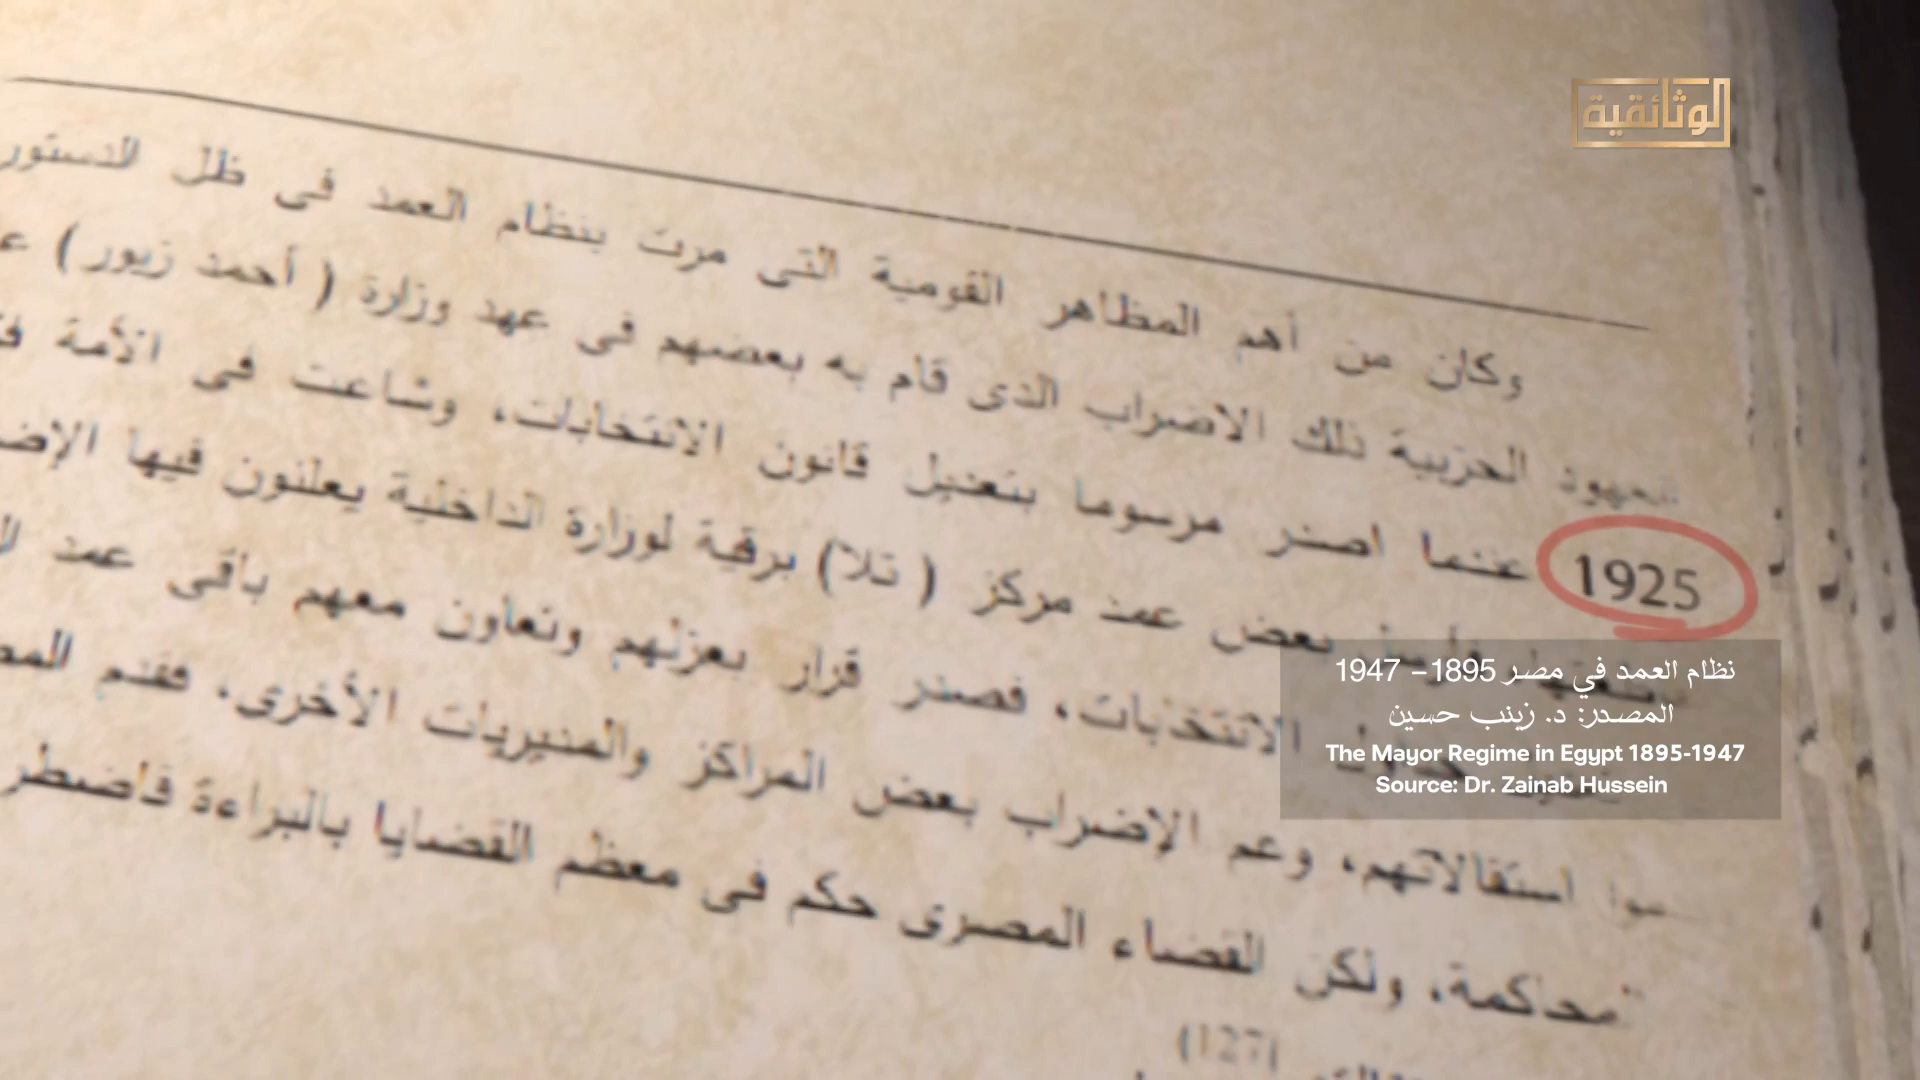 الوثائقية
وكان من أهم المظاهر القومية التى مرت بنظام العمد فى ظل الدستور
الحزبية ذلك الاضراب الذى قام به بعضهم فى عهد وزارة ( أحمد زيور )
1925 عندما اصدر مرسوما بتعديل قانون الانتخابات، وشاعت فى الأمة
بعض عمد مركز ( تلا) برقية لوزارة الداخلية يعلنون فيها
الانتخابات، فصدر قرار بعزلهم وتعاون معهم باقى عمد
استقالاتهم، وعم الإضراب بعض المراكز والمديريات الأخرى، فقدم
محاكمة، ولكن القضاء المصرى حكم فى معظم القضايا بالبراءة فاضطر
(127)
نظام العمد في مصر 1895– 1947
المصدر: د. زينب حسين
The Mayor Regime in Egypt 1895-1947
Source: Dr. Zainab Hussein